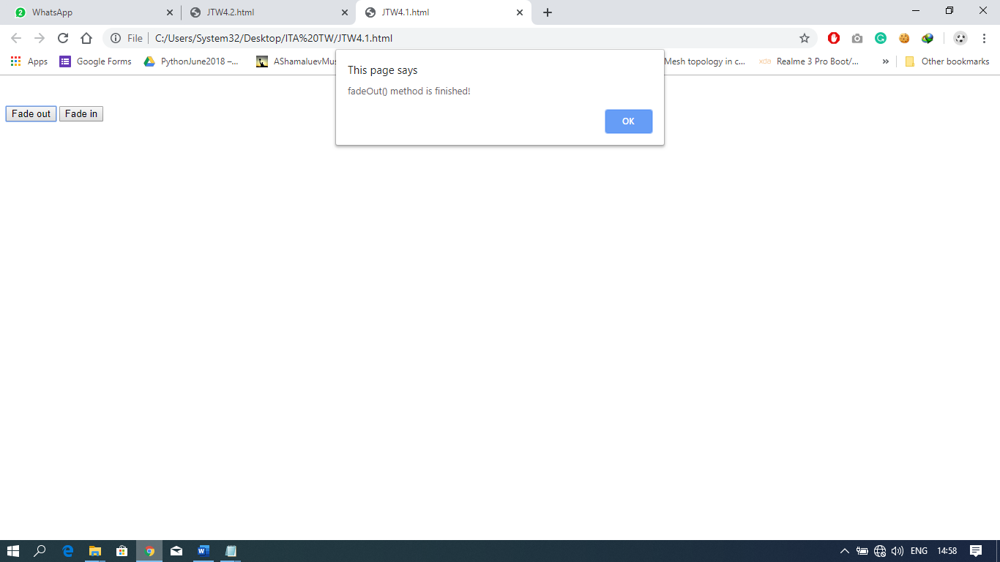 2 WhatsApp
JTW4.2.html
JTW4.1.html
File C:/Users/System32/Desktop/ITA%20TW/JTW4.1.html
Apps Google Forms PythonJune2018 –... AShamaluevMus Mesh topology in c... xda Realme 3 Pro Boot/... » Other bookmarks
This page says
fadeOut() method is finished!
OK
Fade out Fade in
ENG 14:58